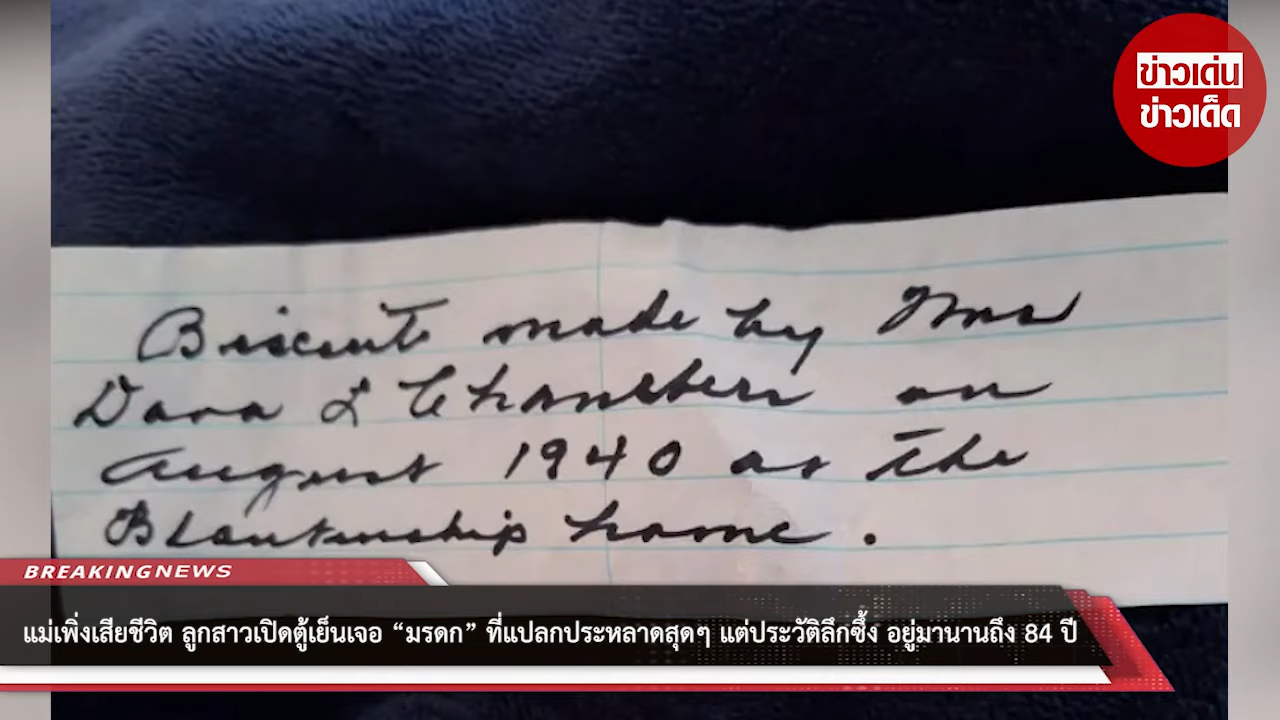 ข่าวเด่น
ข่าวเด็ด
Biscuit made by Mrs
Dora L Chambers on
August 1940 at the
Blantinship home.
BREAKINGNEWS
แม่เพิ่งเสียชีวิต ลูกสาวเปิดตู้เย็นเจอ “มรดก” ที่แปลกประหลาดสุดๆ แต่ประวัติลึกซึ้ง อยู่มานานถึง 84 ปี